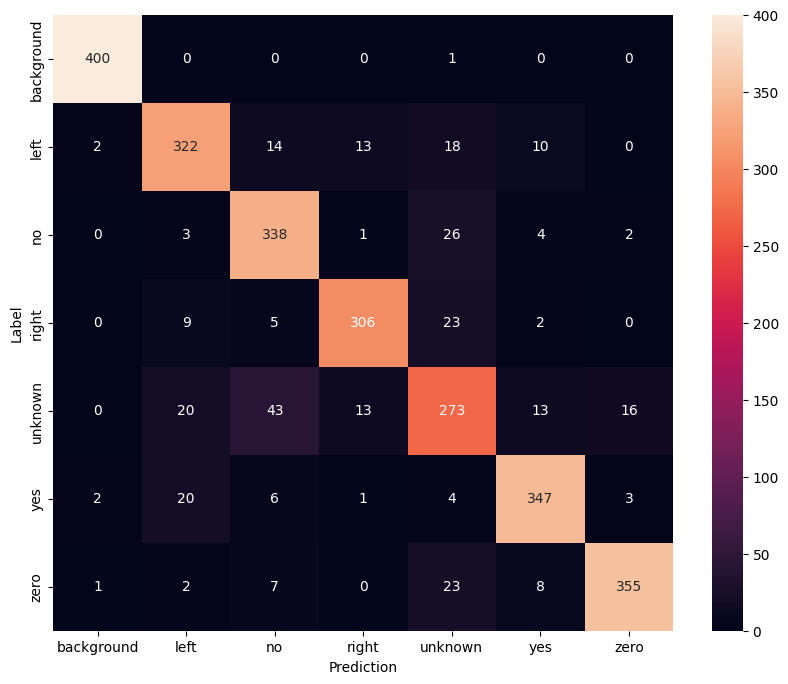 background 400 0 0 0 1 0 0
left 2 322 14 13 18 10 0
no 0 3 338 1 26 4 2
right 0 9 5 306 23 2 0
unknown 0 20 43 13 273 13 16
yes 2 20 6 1 4 347 3
zero 1 2 7 0 23 8 355
background left no right unknown yes zero
Prediction
Label
400
350
300
250
200
150
100
50
0